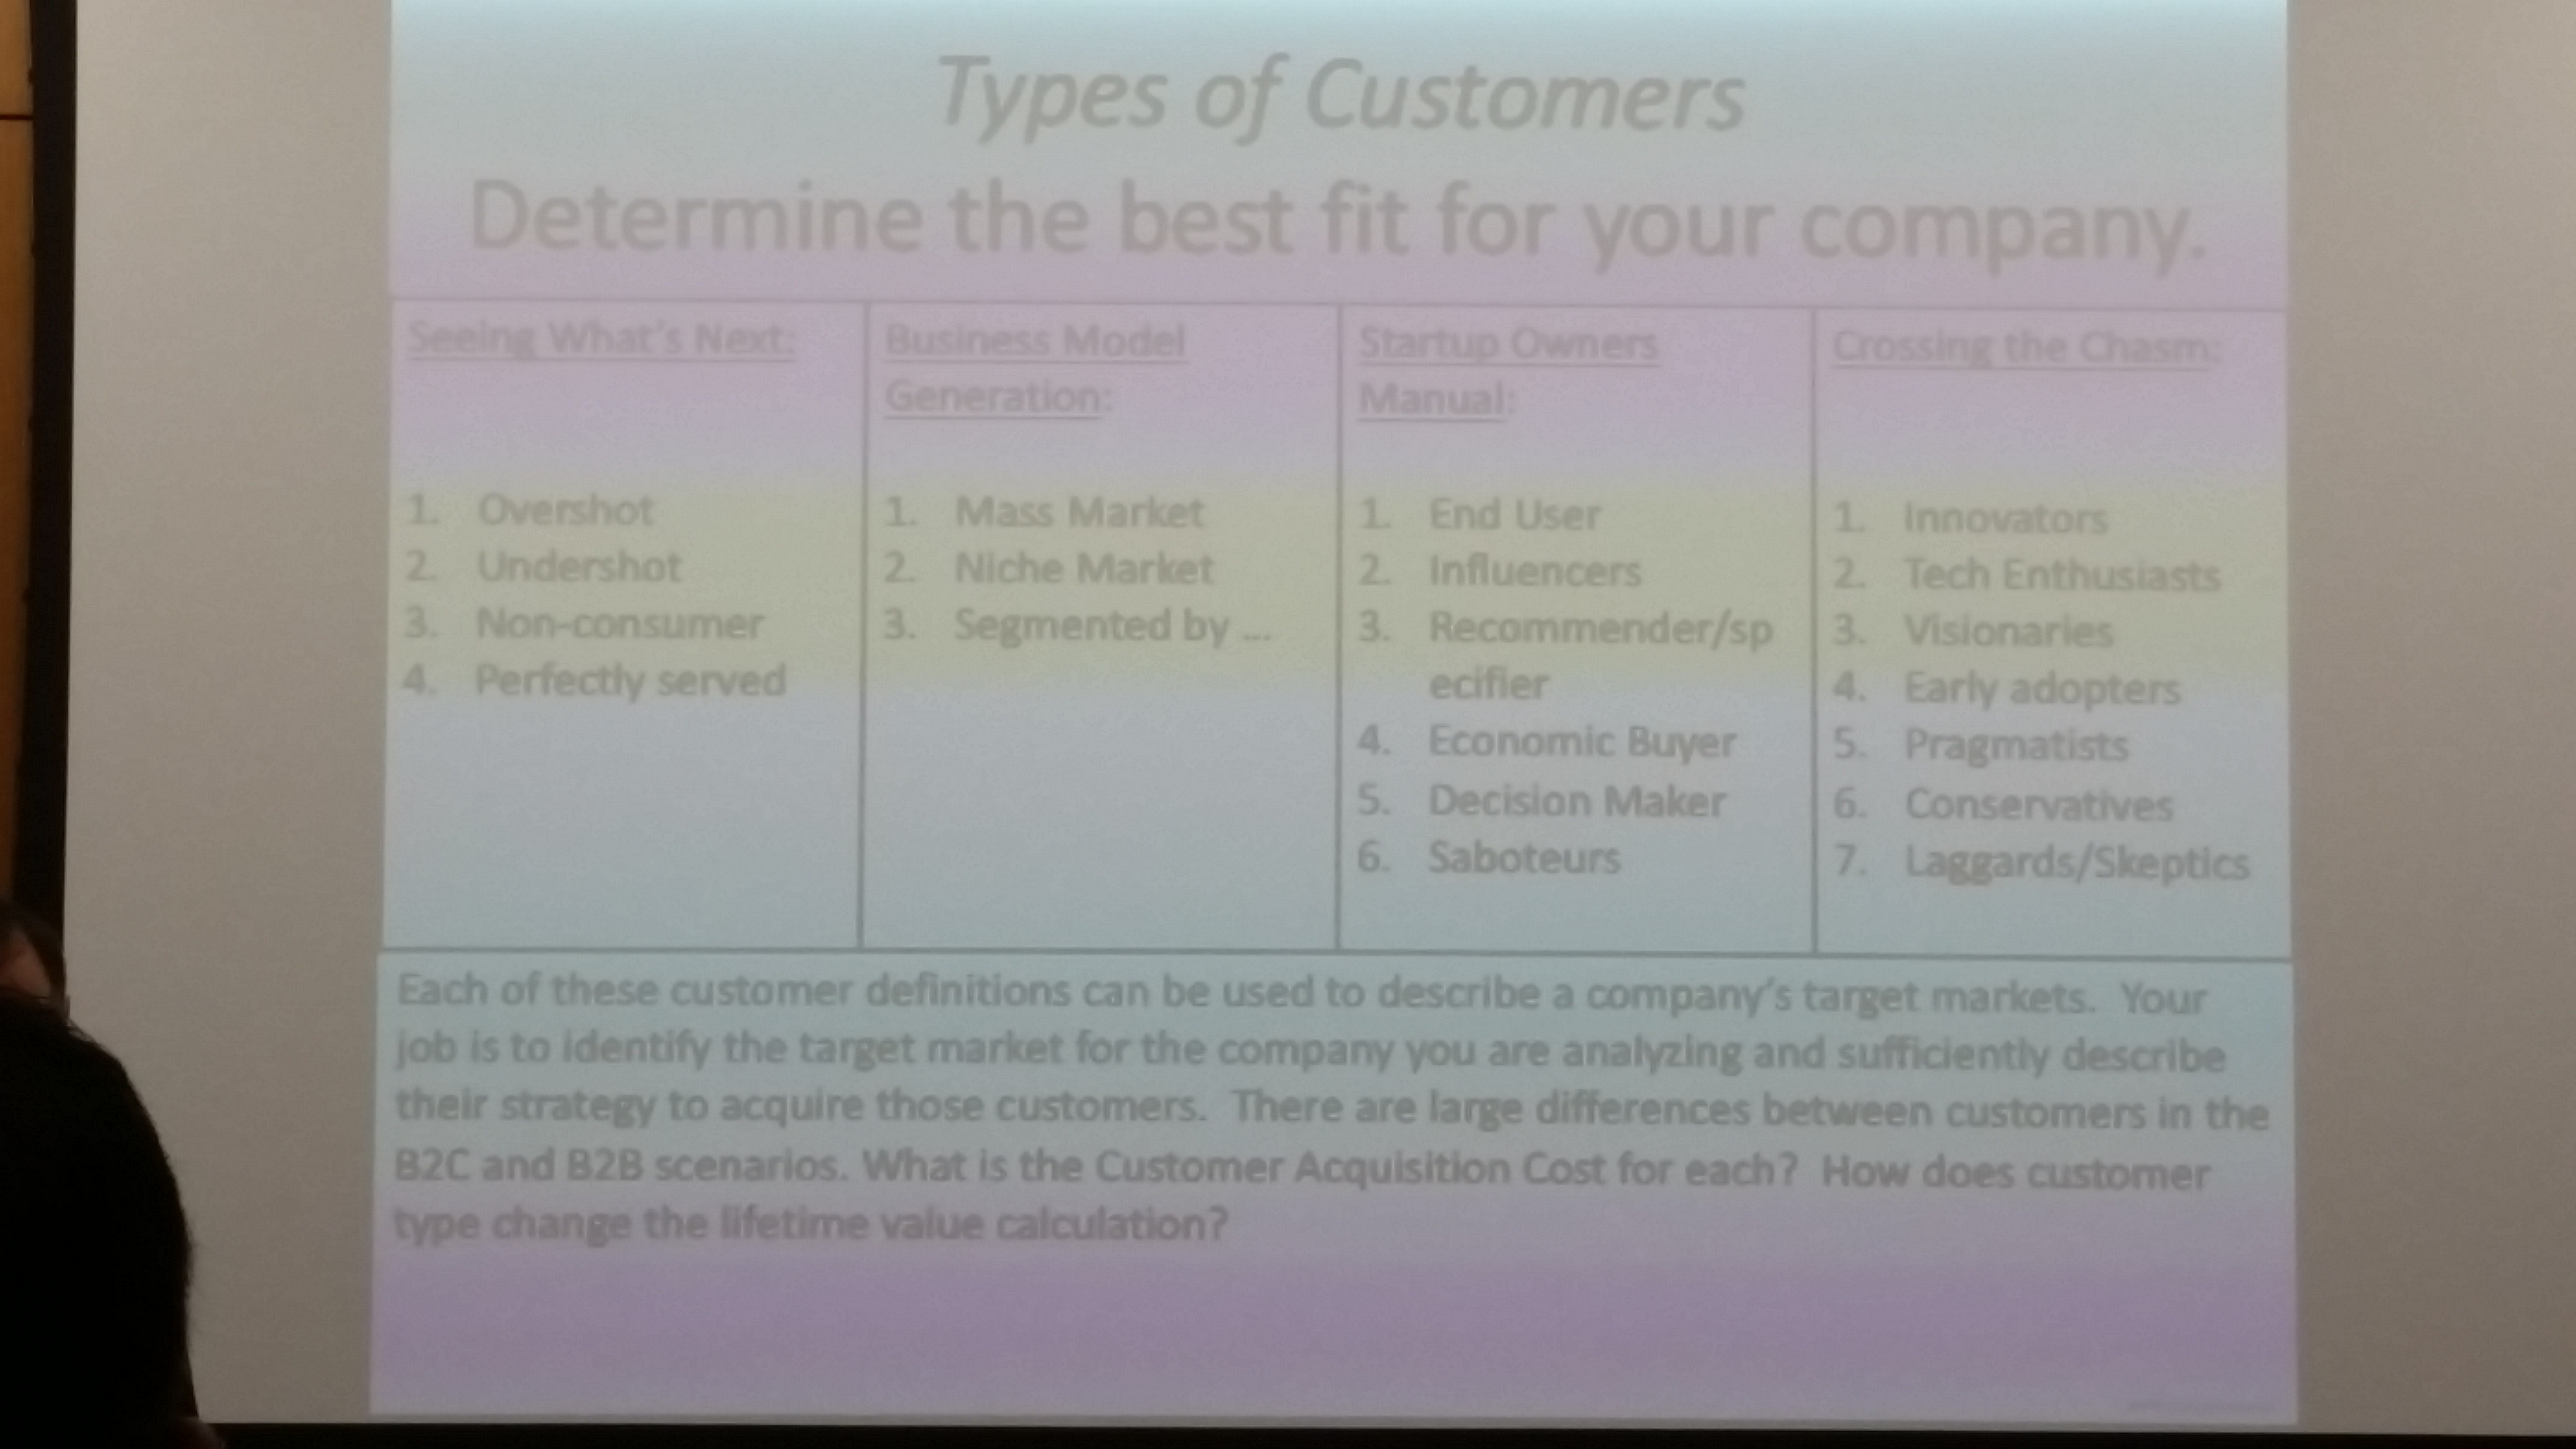 Types of Customers
Determine the best fit for your company.
Seeing What's Next:
1. Overshot
2. Undershot
3. Non-consumer
4. Perfectly served
Business Model
Generation:
1. Mass Market
2. Niche Market
3. Segmented by ...
Startup Owners
Manual:
1. End User
2. Influencers
3. Recommender/sp
ecifier
4. Economic Buyer
5. Decision Maker
6. Saboteurs
Crossing the Chasm:
1. Innovators
2. Tech Enthusiasts
3. Visionaries
4. Early adopters
5. Pragmatists
6. Conservatives
7. Laggards/Skeptics
Each of these customer definitions can be used to describe a company's target markets. Your
job is to identify the target market for the company you are analyzing and sufficiently describe
their strategy to acquire those customers. There are large differences between customers in the
B2C and B2B scenarios. What is the Customer Acquisition Cost for each? How does customer
type change the lifetime value calculation?